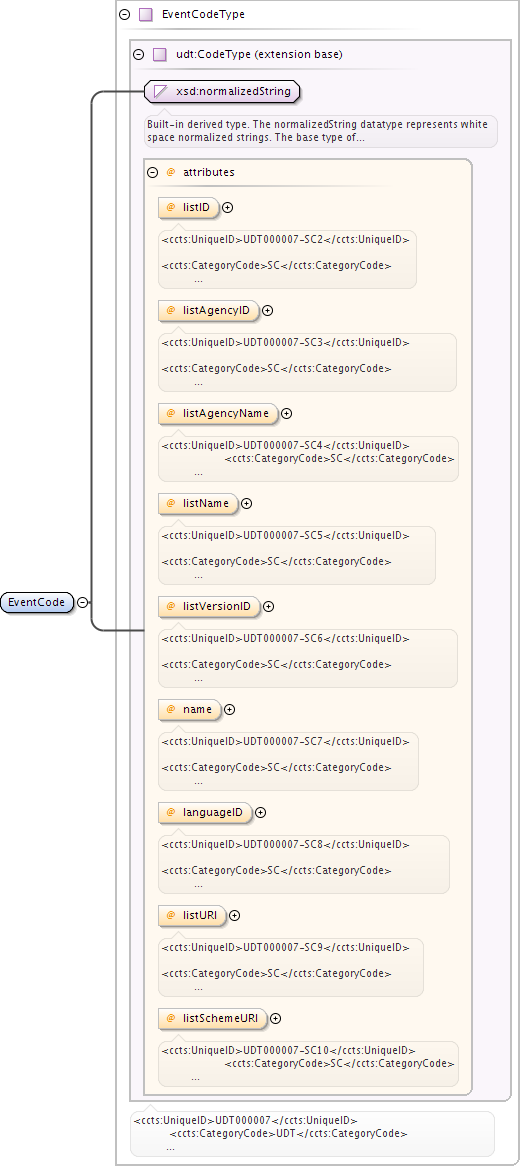 EventCodeType
udt:CodeType (extension base)
xsd:normalizedString
Built-in derived type. The normalizedString datatype represents white
space normalized strings. The base type of...
@ attributes
@ listID
<ccts:UniqueID>UDT000007-SC2</ccts:UniqueID>
<ccts:CategoryCode>SC</ccts:CategoryCode>
...
@ listAgencyID
<ccts:UniqueID>UDT000007-SC3</ccts:UniqueID>
<ccts:CategoryCode>SC</ccts:CategoryCode>
...
@ listAgencyName
<ccts:UniqueID>UDT000007-SC4</ccts:UniqueID>
<ccts:CategoryCode>SC</ccts:CategoryCode>
...
@ listName
<ccts:UniqueID>UDT000007-SC5</ccts:UniqueID>
<ccts:CategoryCode>SC</ccts:CategoryCode>
...
EventCode
@ listVersionID
<ccts:UniqueID>UDT000007-SC6</ccts:UniqueID>
<ccts:CategoryCode>SC</ccts:CategoryCode>
...
@ name
<ccts:UniqueID>UDT000007-SC7</ccts:UniqueID>
<ccts:CategoryCode>SC</ccts:CategoryCode>
...
@ languageID
<ccts:UniqueID>UDT000007-SC8</ccts:UniqueID>
<ccts:CategoryCode>SC</ccts:CategoryCode>
...
@ listURI
<ccts:UniqueID>UDT000007-SC9</ccts:UniqueID>
<ccts:CategoryCode>SC</ccts:CategoryCode>
...
@ listSchemeURI
<ccts:UniqueID>UDT000007-SC10</ccts:UniqueID>
<ccts:CategoryCode>SC</ccts:CategoryCode>
...
<ccts:UniqueID>UDT000007</ccts:UniqueID>
<ccts:CategoryCode>UDT</ccts:CategoryCode>
...